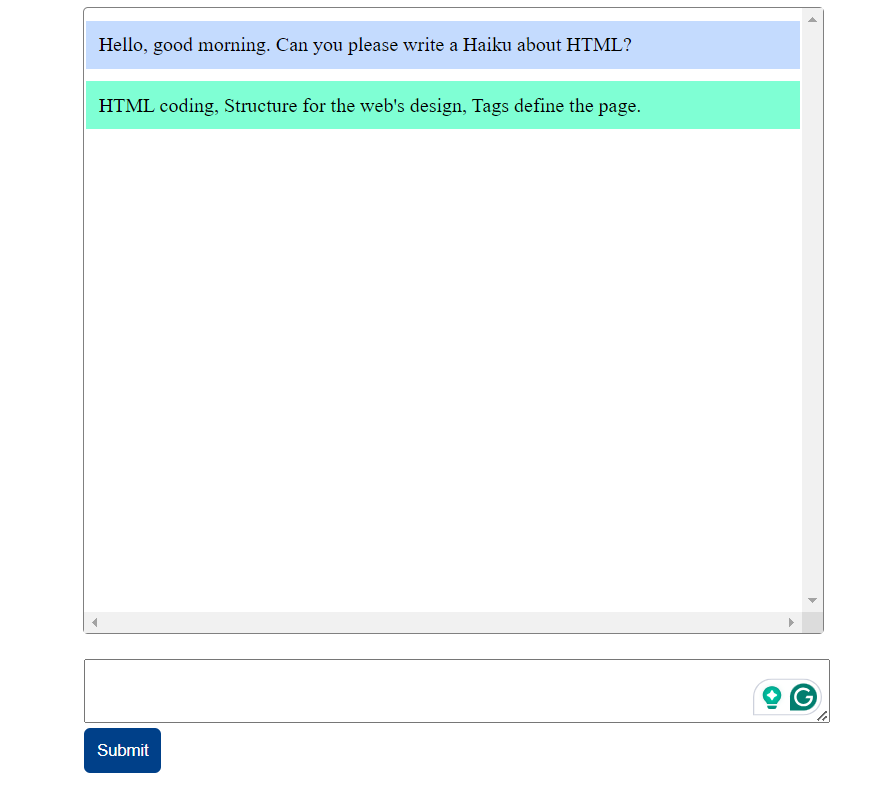 Hello, good morning. Can you please write a Haiku about HTML?
HTML coding, Structure for the web's design, Tags define the page.
Submit